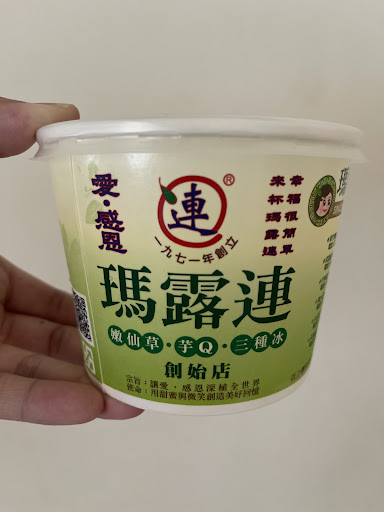 愛・感恩
連
®
一九七一年創立
幸福很簡單
來杯瑪露連
瑪露連
嫩仙草・芋Q・三種冰
創始店
宗旨：讓愛・感恩深植全世界
使命：用甜蜜與微笑創造美好回憶